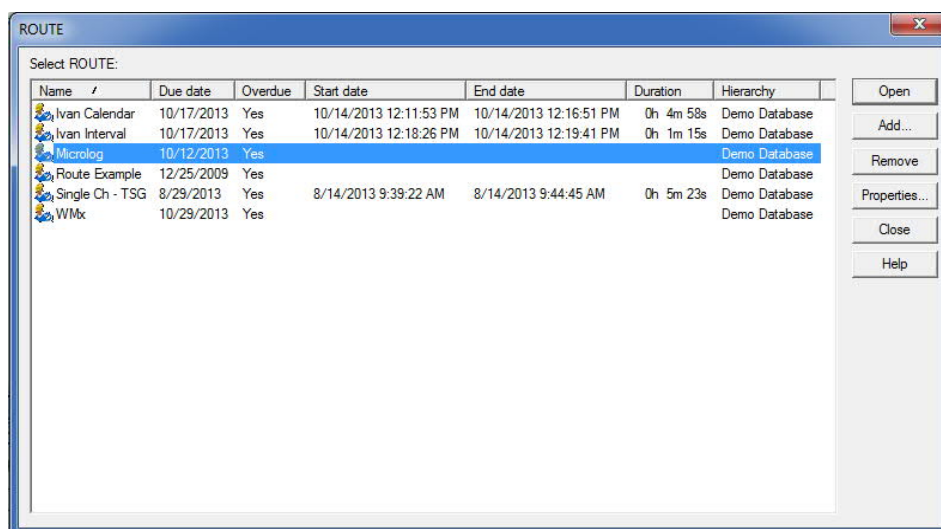 ROUTE
Select ROUTE:
Name Due date Overdue Start date End date Duration Hierarchy
Ivan Calendar 10/17/2013 Yes 10/14/2013 12:11:53 PM 10/14/2013 12:16:51 PM 0h 4m 58s Demo Database
Ivan Interval 10/17/2013 Yes 10/14/2013 12:18:26 PM 10/14/2013 12:19:41 PM 0h 1m 15s Demo Database
Microlog 10/12/2013 Yes Demo Database
Route Example 12/25/2009 Yes Demo Database
Single Ch - TSG 8/29/2013 Yes 8/14/2013 9:39:22 AM 8/14/2013 9:44:45 AM 0h 5m 23s Demo Database
WMx 10/29/2013 Yes Demo Database
Open
Add...
Remove
Properties...
Close
Help